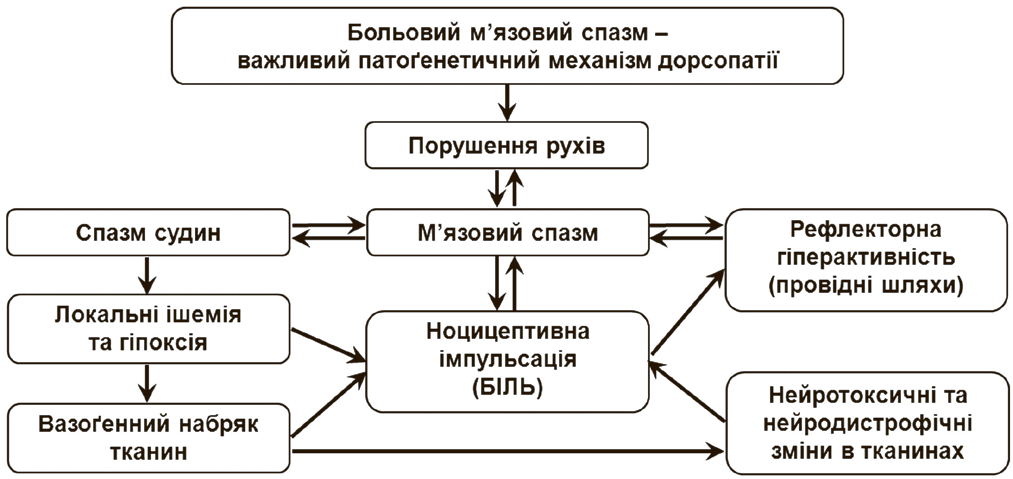 Больовий м’язовий спазм –
важливий патоґенетичний механізм дорсопатії
Порушення рухів
Спазм судин
М’язовий спазм
Рефлекторна
гіперактивність
(провідні шляхи)
Локальні ішемія
та гіпоксія
Ноцицептивна
імпульсація
(БІЛЬ)
Вазоґенний набряк
тканин
Нейротоксичні та
нейродистрофічні
зміни в тканинах